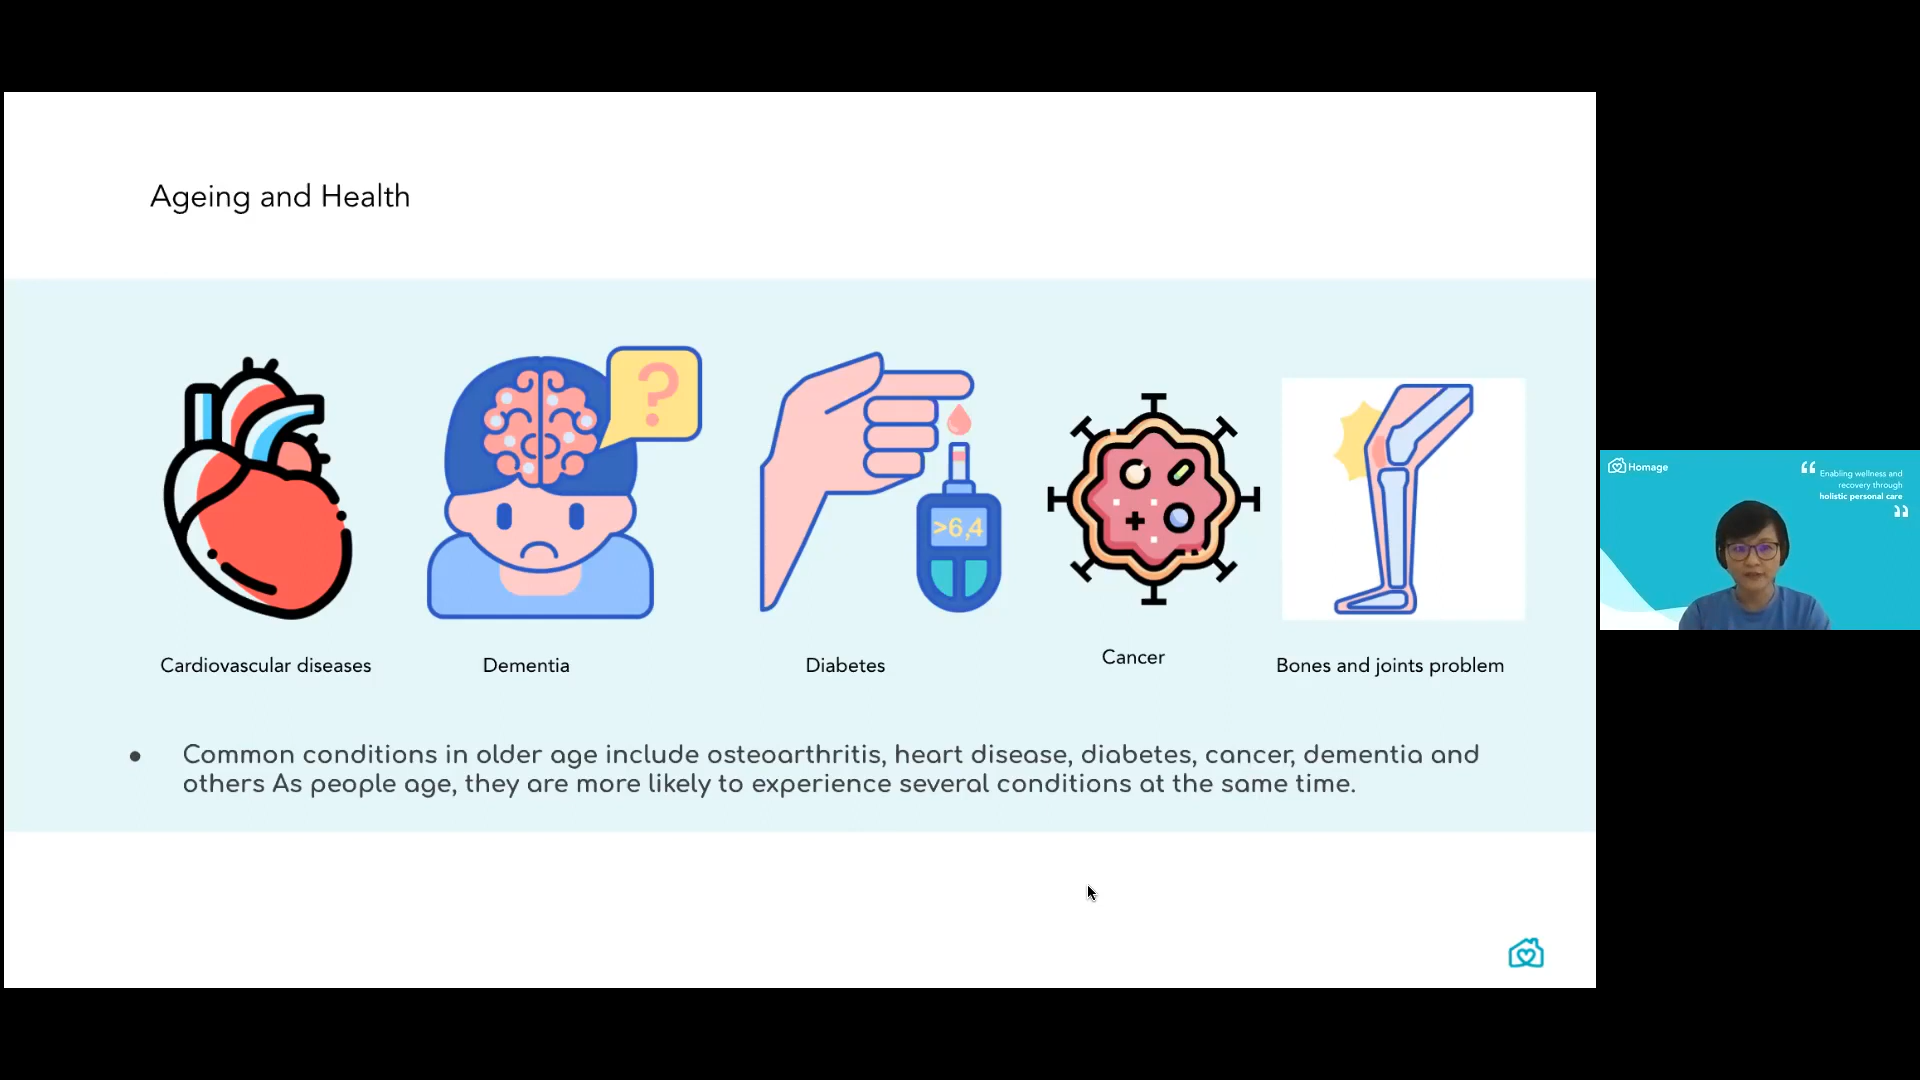 Ageing and Health
?
>6,4
Cardiovascular diseases
Dementia
Diabetes
Cancer
Bones and joints problem
• Common conditions in older age include osteoarthritis, heart disease, diabetes, cancer, dementia and
others As people age, they are more likely to experience several conditions at the same time.
Homage
“ Enabling wellness and
recovery through
holistic personal care
”